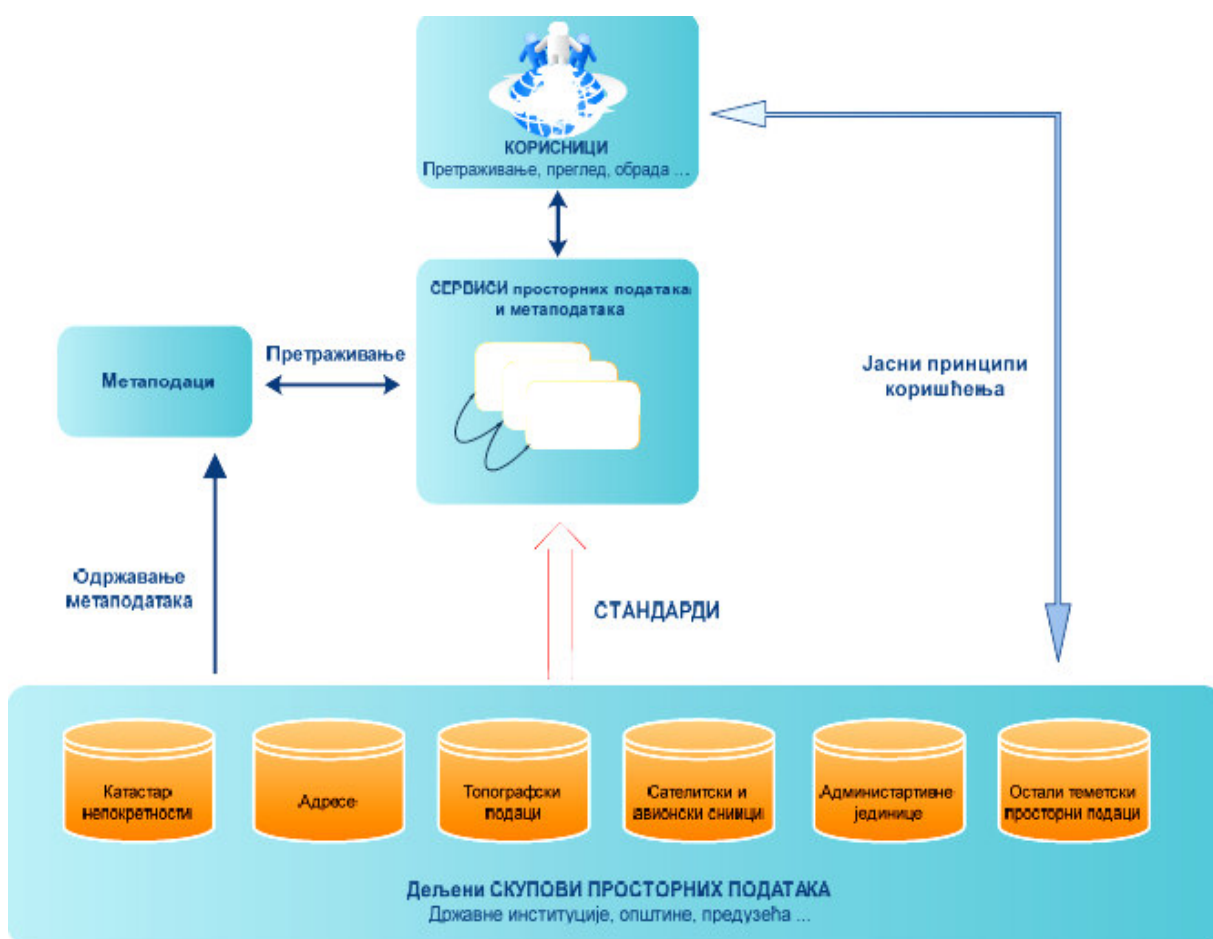 КОРИСНИЦИ
Претраживање, преглед, обрада ...
СЕРВИСИ просторних података
и метаподатака
Метаподаци
Претраживање
Јасни принципи
коришћења
Одржавање
метаподатака
СТАНДАРДИ
Катастар
непокретности
Адресе
Топографски
подаци
Сателитски и
авионски снимци
Администартивне
јединице
Остали теметски
просторни подаци
Дељени СКУПОВИ ПРОСТОРНИХ ПОДАТАКА
Државне институције, општине, предузећа ...